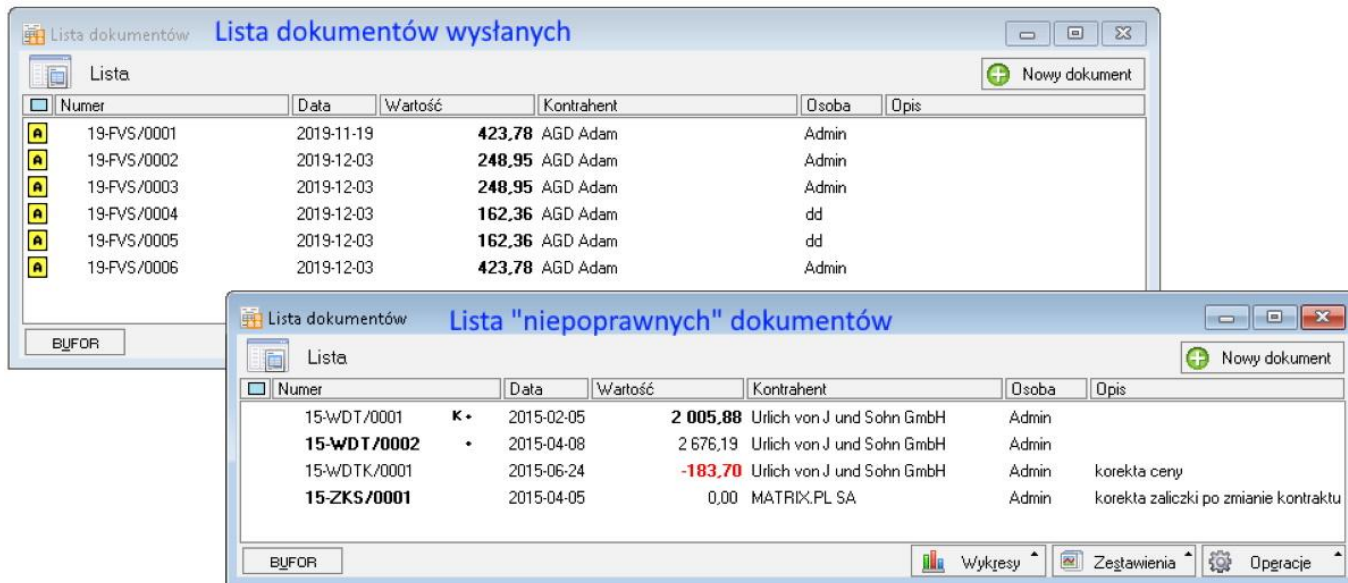 Lista dokumentów Lista dokumentów wysłanych
Lista Nowy dokument
Numer Data Wartość Kontrahent Osoba Opis
A 19-FVS/0001 2019-11-19 423,78 AGD Adam Admin
A 19-FVS/0002 2019-12-03 248,95 AGD Adam Admin
A 19-FVS/0003 2019-12-03 248,95 AGD Adam Admin
A 19-FVS/0004 2019-12-03 162,36 AGD Adam dd
A 19-FVS/0005 2019-12-03 162,36 AGD Adam dd
A 19-FVS/0006 2019-12-03 423,78 AGD Adam Admin
BUFOR
Lista dokumentów Lista "niepoprawnych" dokumentów
Lista Nowy dokument
Numer Data Wartość Kontrahent Osoba Opis
15-WDT/0001 K • 2015-02-05 2 005,88 Urlich von J und Sohn GmbH Admin
15-WDT/0002 • 2015-04-08 2 676,19 Urlich von J und Sohn GmbH Admin
15-WDTK/0001 2015-06-24 -183,70 Urlich von J und Sohn GmbH Admin korekta ceny
15-ZKS/0001 2015-04-05 0,00 MATRIX.PL SA Admin korekta zaliczki po zmianie kontraktu
BUFOR Wykresy Zestawienia Operacje